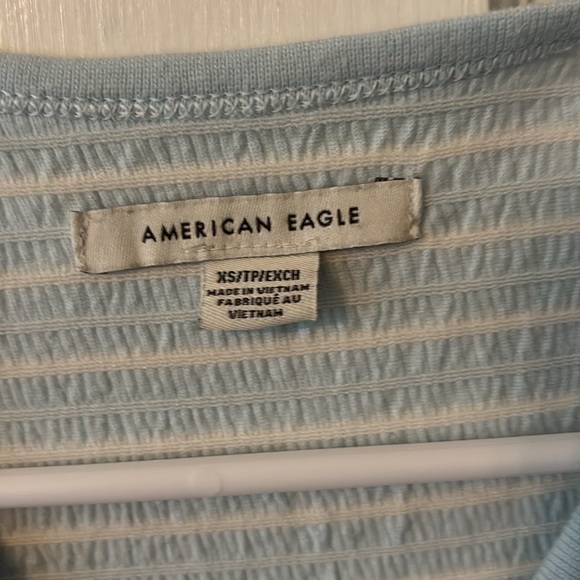 AMERICAN EAGLE
XS/TP/EXCH
MADE IN VIETNAM
FABRIQUÉ AU
VIETNAM